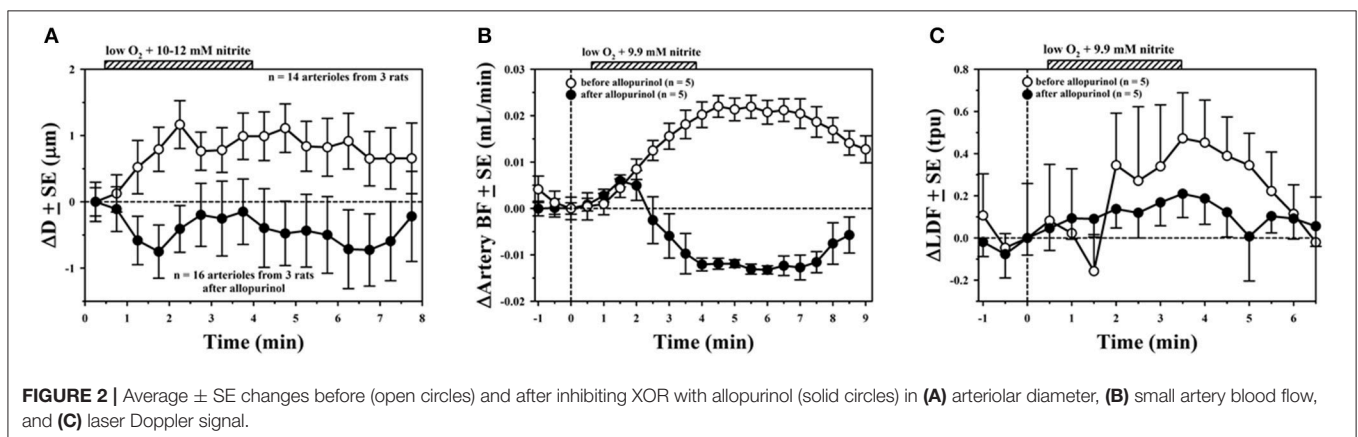 A
low O2 + 10-12 mM nitrite
n = 14 arterioles from 3 rats
n = 16 arterioles from 3 rats
after allopurinol
ΔD ± SE (μm)
2
1
0
-1
0 1 2 3 4 5 6 7 8
Time (min)
B
low O2 + 9.9 mM nitrite
before allopurinol (n = 5)
after allopurinol (n = 5)
ΔArtery BF ± SE (mL/min)
0.03
0.02
0.01
0.00
-0.01
-0.02
-1 0 1 2 3 4 5 6 7 8 9
Time (min)
C
low O2 + 9.9 mM nitrite
before allopurinol (n = 5)
after allopurinol (n = 5)
ΔLDF ± SE (tpu)
0.8
0.6
0.4
0.2
0.0
-0.2
-1 0 1 2 3 4 5 6
Time (min)
FIGURE 2 | Average ± SE changes before (open circles) and after inhibiting XOR with allopurinol (solid circles) in (A) arteriolar diameter, (B) small artery blood flow,
and (C) laser Doppler signal.